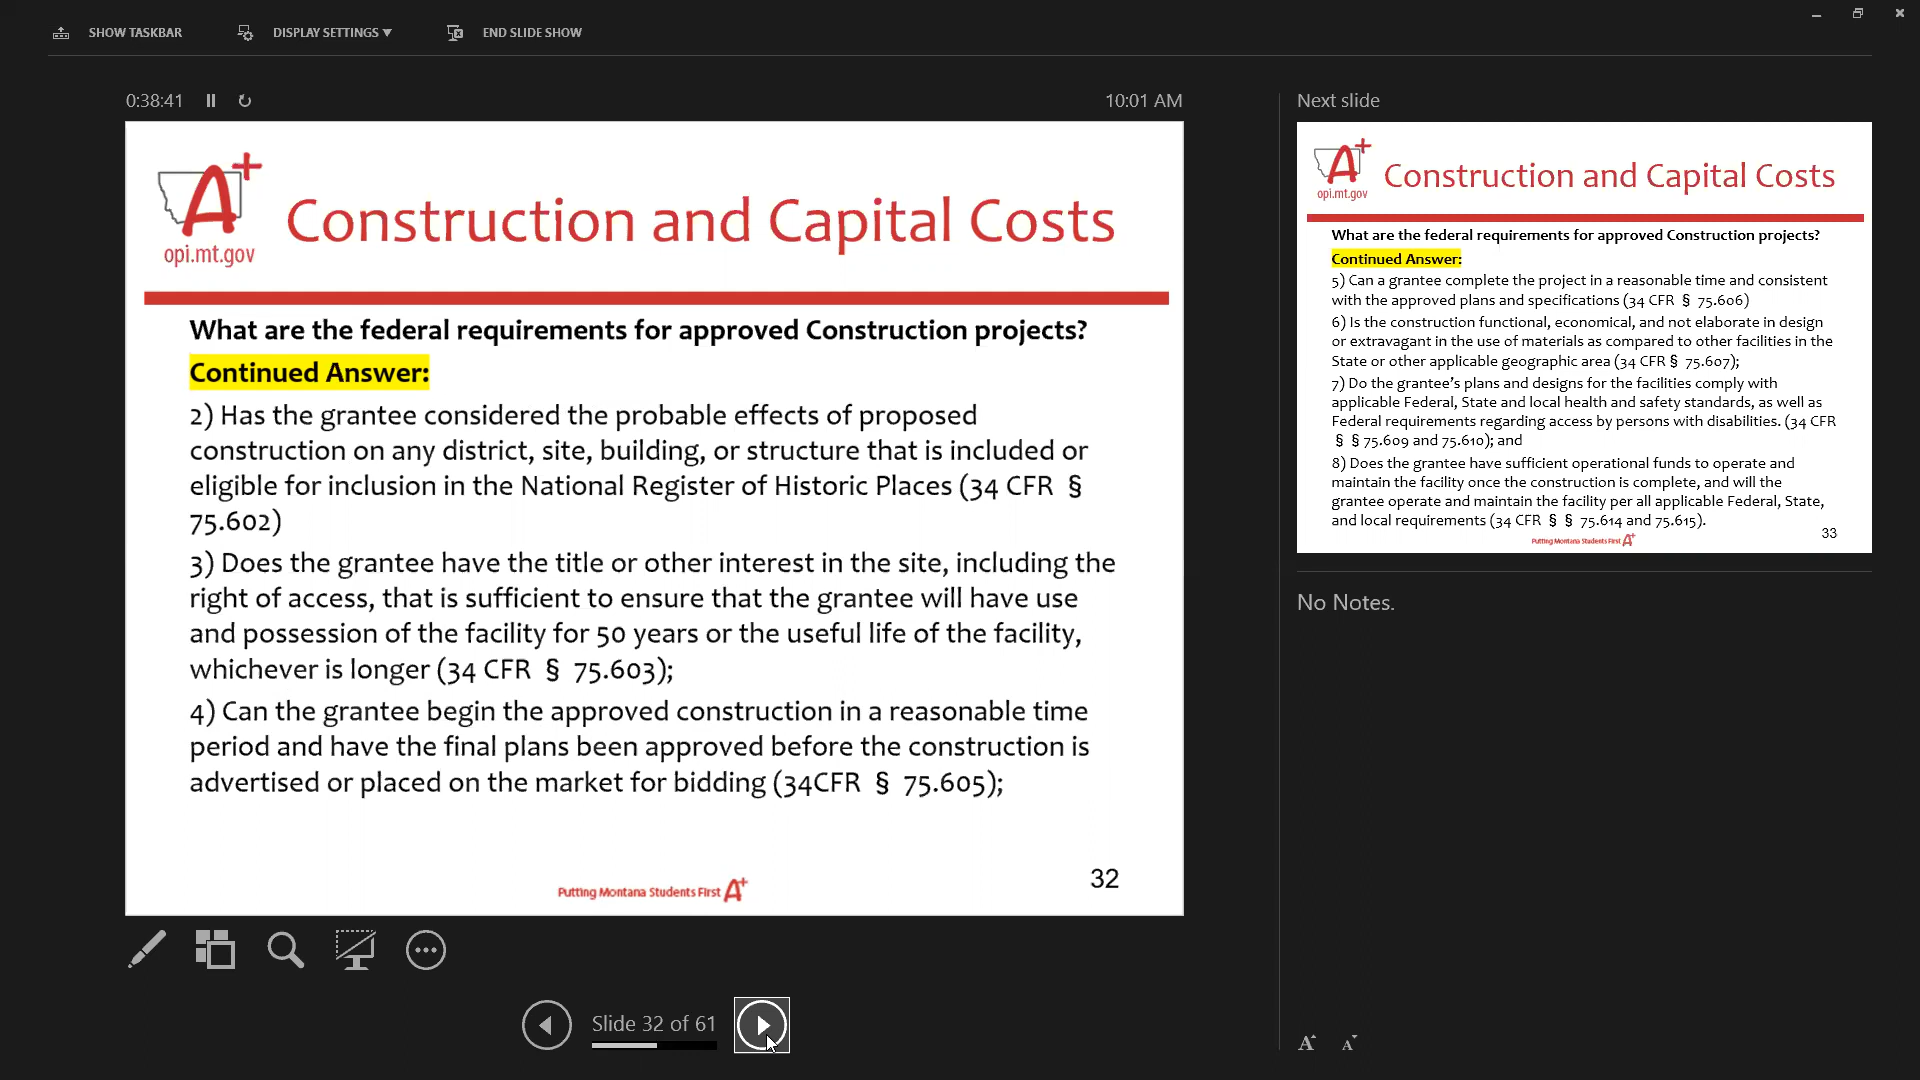 SHOW TASKBAR
DISPLAY SETTINGS ▼
END SLIDE SHOW
0:38:41
10:01 AM
A+
opi.mt.gov
Construction and Capital Costs
What are the federal requirements for approved Construction projects?
Continued Answer:
2) Has the grantee considered the probable effects of proposed
construction on any district, site, building, or structure that is included or
eligible for inclusion in the National Register of Historic Places (34 CFR §
75.602)
3) Does the grantee have the title or other interest in the site, including the
right of access, that is sufficient to ensure that the grantee will have use
and possession of the facility for 50 years or the useful life of the facility,
whichever is longer (34 CFR § 75.603);
4) Can the grantee begin the approved construction in a reasonable time
period and have the final plans been approved before the construction is
advertised or placed on the market for bidding (34CFR § 75.605);
Putting Montana Students First A+
32
Slide 32 of 61
Next slide
A+
opi.mt.gov
Construction and Capital Costs
What are the federal requirements for approved Construction projects?
Continued Answer:
5) Can a grantee complete the project in a reasonable time and consistent
with the approved plans and specifications (34 CFR § 75.606)
6) Is the construction functional, economical, and not elaborate in design
or extravagant in the use of materials as compared to other facilities in the
State or other applicable geographic area (34 CFR § 75.607);
7) Do the grantee's plans and designs for the facilities comply with
applicable Federal, State and local health and safety standards, as well as
Federal requirements regarding access by persons with disabilities. (34 CFR
§ § 75.609 and 75.610); and
8) Does the grantee have sufficient operational funds to operate and
maintain the facility once the construction is complete, and will the
grantee operate and maintain the facility per all applicable Federal, State,
and local requirements (34 CFR § § 75.614 and 75.615).
Putting Montana Students First A+
33
No Notes.
A A